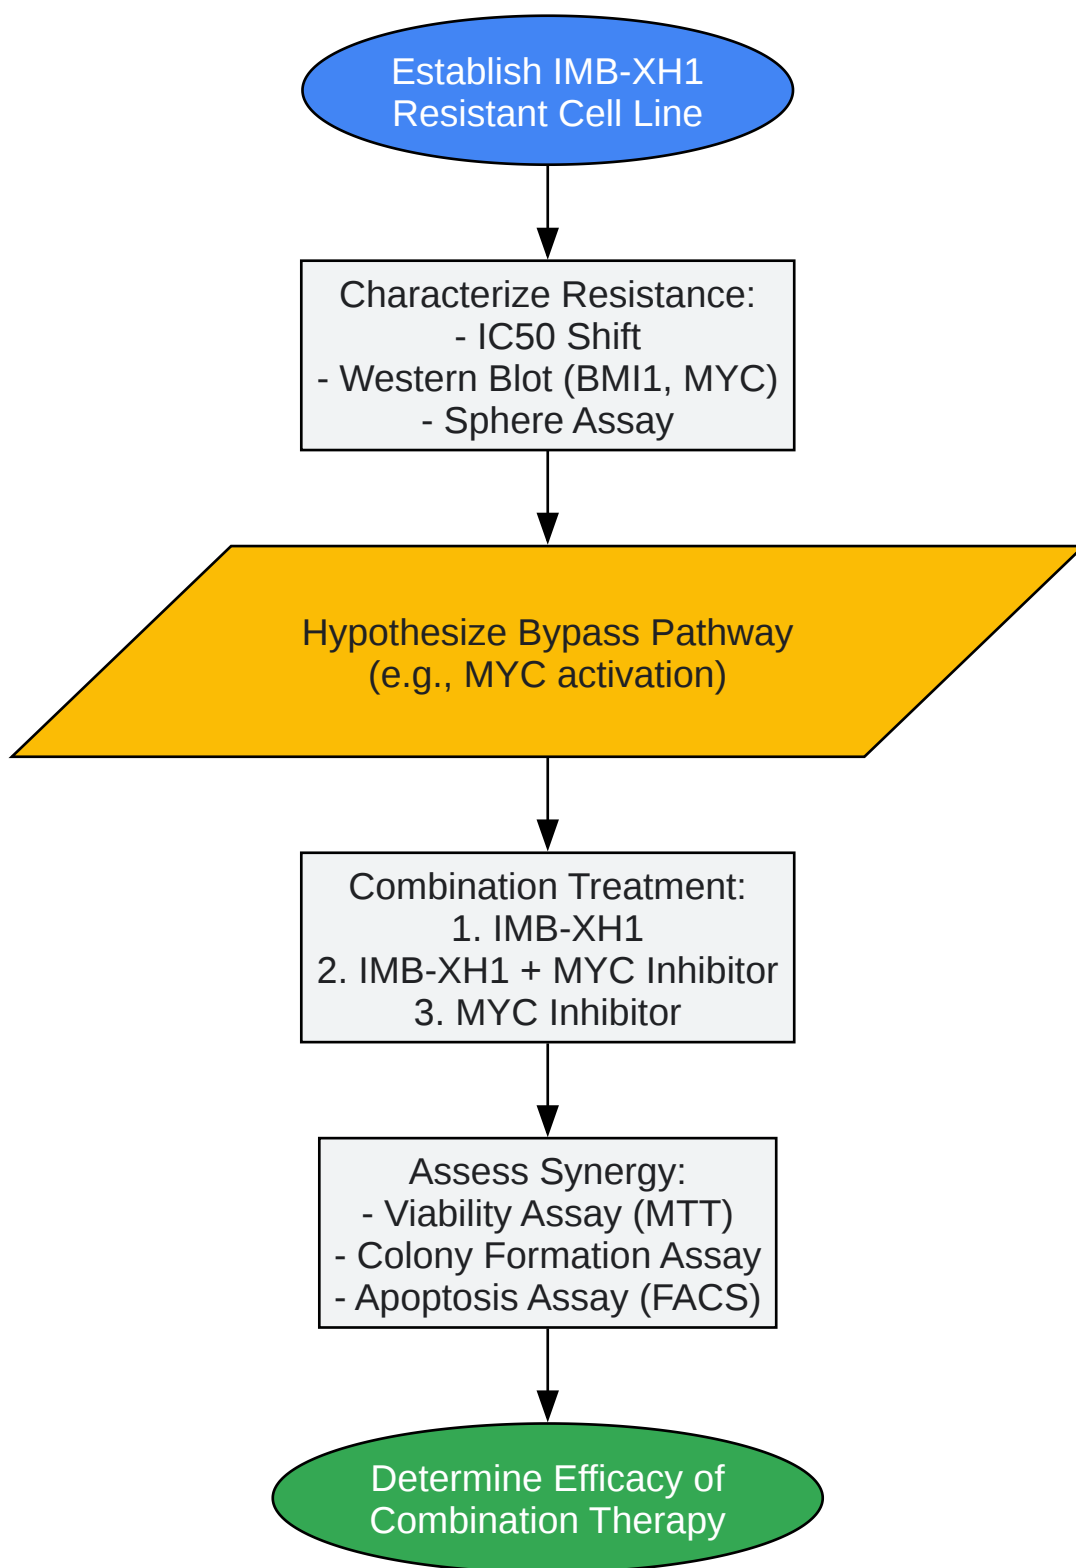 Establish IMB-XH1
Resistant Cell Line
Characterize Resistance:
- IC50 Shift
- Western Blot (BMI1, MYC)
- Sphere Assay
Hypothesize Bypass Pathway
(e.g., MYC activation)
Combination Treatment:
1. IMB-XH1
2. IMB-XH1 + MYC Inhibitor
3. MYC Inhibitor
Assess Synergy:
- Viability Assay (MTT)
- Colony Formation Assay
- Apoptosis Assay (FACS)
Determine Efficacy of
Combination Therapy